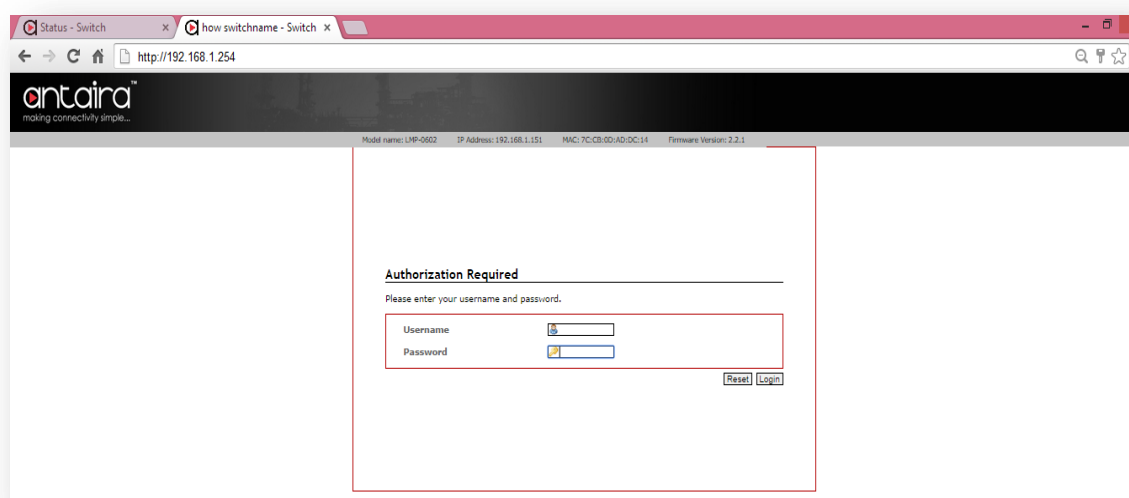 Status - Switch × how switchname - Switch ×
http://192.168.1.254
antaira™
making connectivity simple...
Model name: LMP-0602 IP Address: 192.168.1.151 MAC: 7C:CB:0D:AD:DC:14 Firmware Version: 2.2.1
Authorization Required
Please enter your username and password.
Username
Password
Reset Login